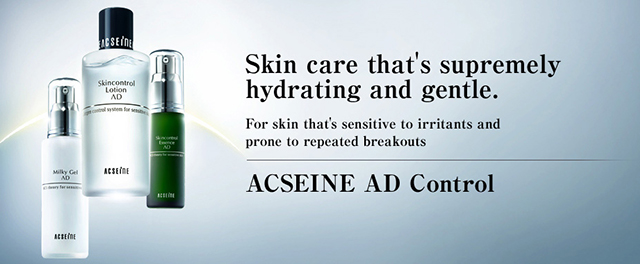 ACSEINE
Skincontrol
Lotion
AD
ACSEINE
Skincontrol
Essence
AD
ACSEINE
Milky Gel
AD
ACSEINE
Skin care that's supremely
hydrating and gentle.
For skin that's sensitive to irritants and
prone to repeated breakouts
ACSEINE AD Control